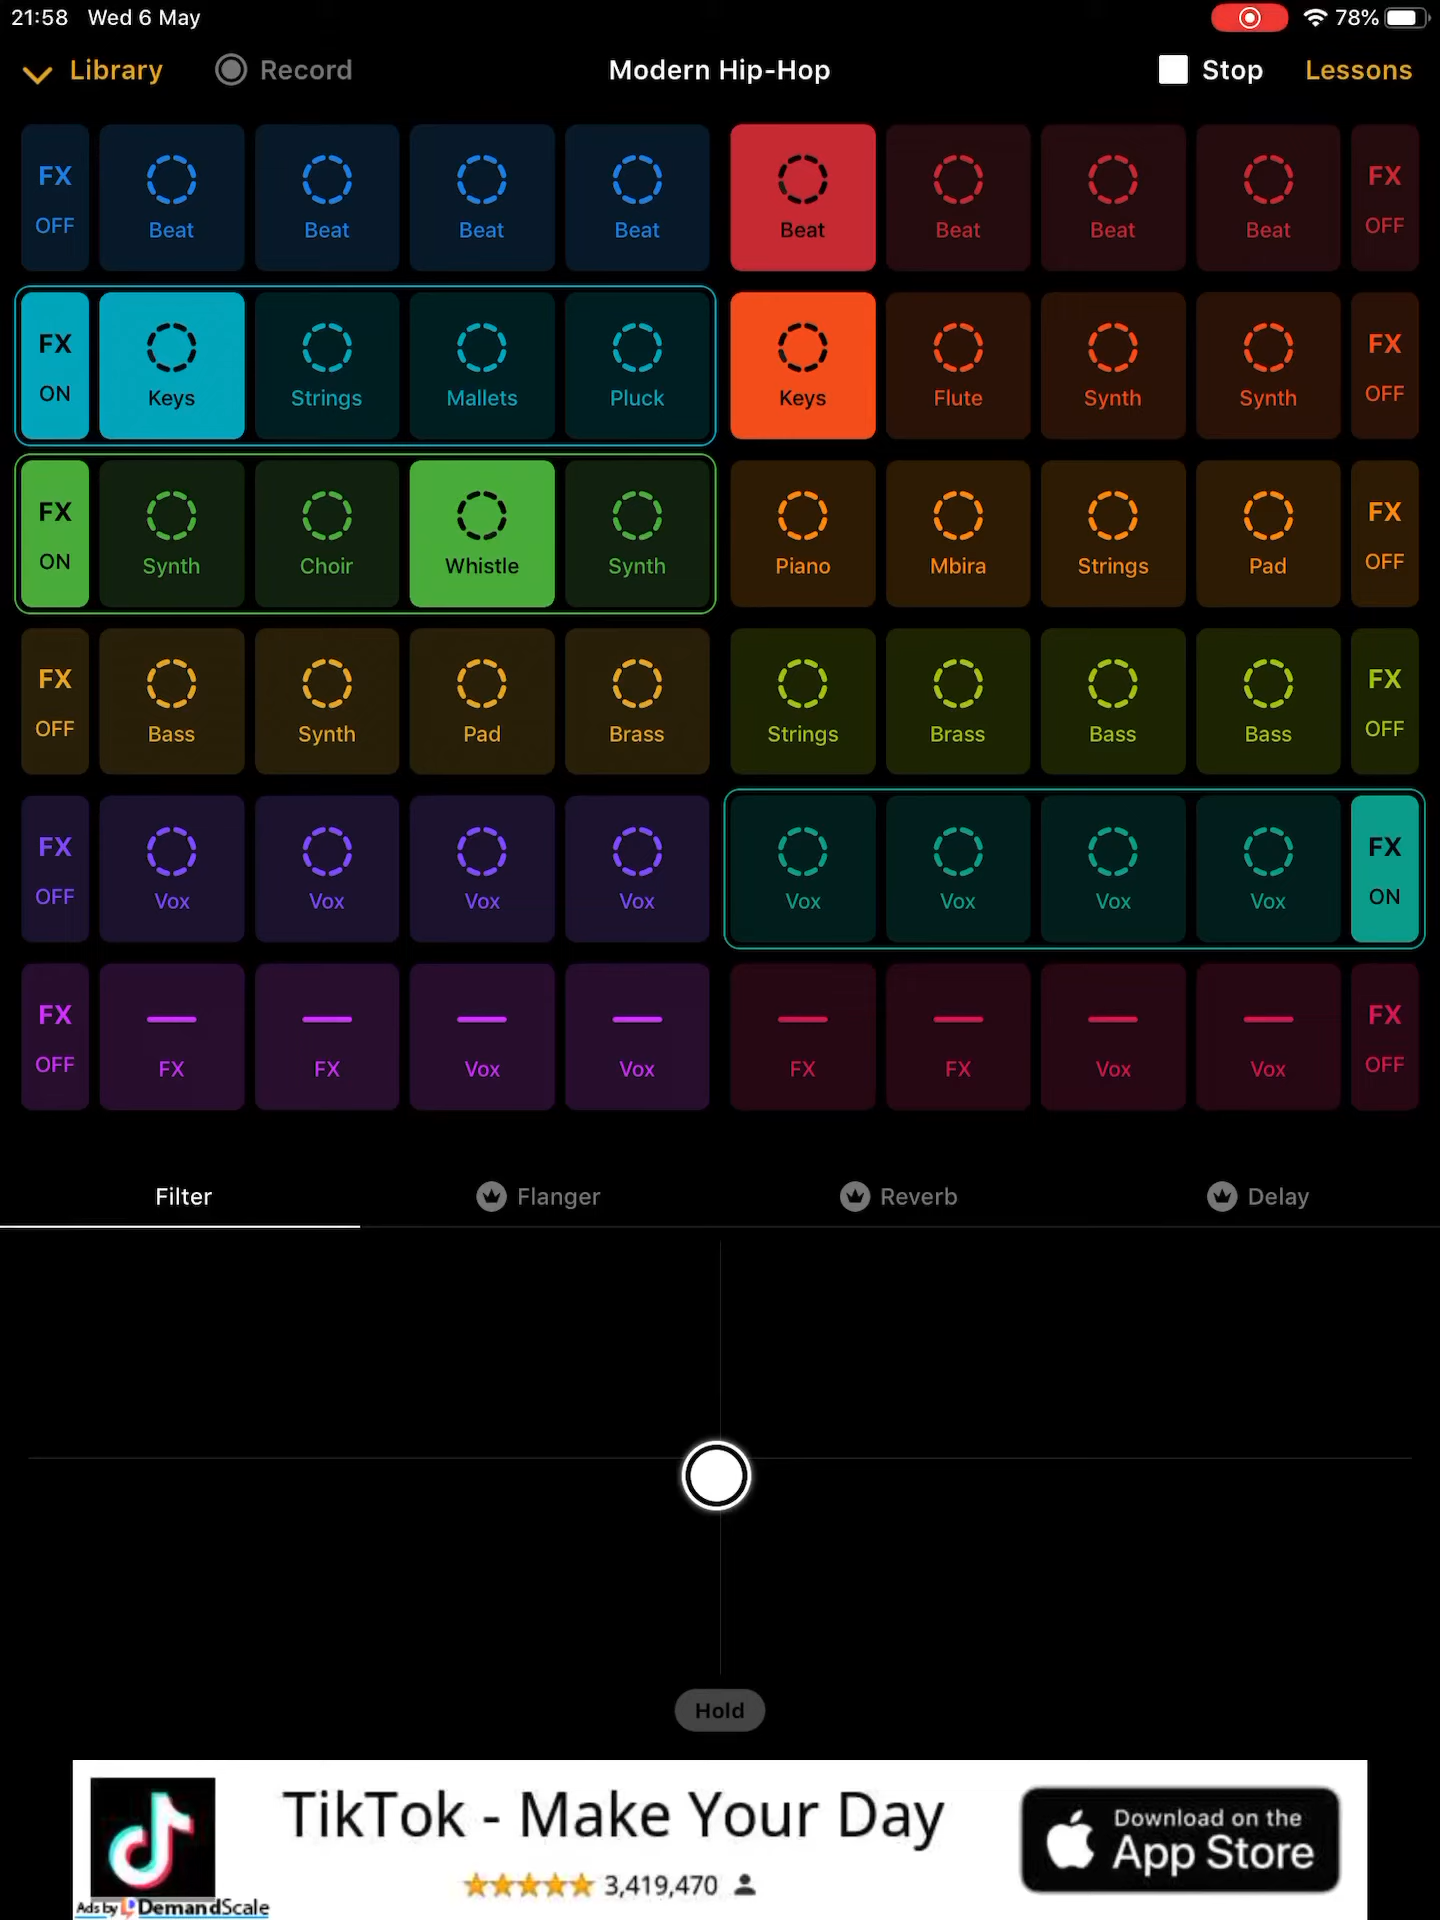 21:58 Wed 6 May 78%
Library Record Modern Hip-Hop Stop Lessons
FX Beat Beat Beat Beat Beat Beat Beat Beat FX
OFF OFF
FX Keys Strings Mallets Pluck Keys Flute Synth Synth FX
ON OFF
FX Synth Choir Whistle Synth Piano Mbira Strings Pad FX
ON OFF
FX Bass Synth Pad Brass Strings Brass Bass Bass FX
OFF OFF
FX Vox Vox Vox Vox Vox Vox Vox Vox FX
OFF ON
FX FX FX Vox Vox FX FX Vox Vox FX
OFF OFF
Filter Flanger Reverb Delay
Hold
TikTok - Make Your Day
3,419,470
Download on the
App Store
Ads by DemandScale